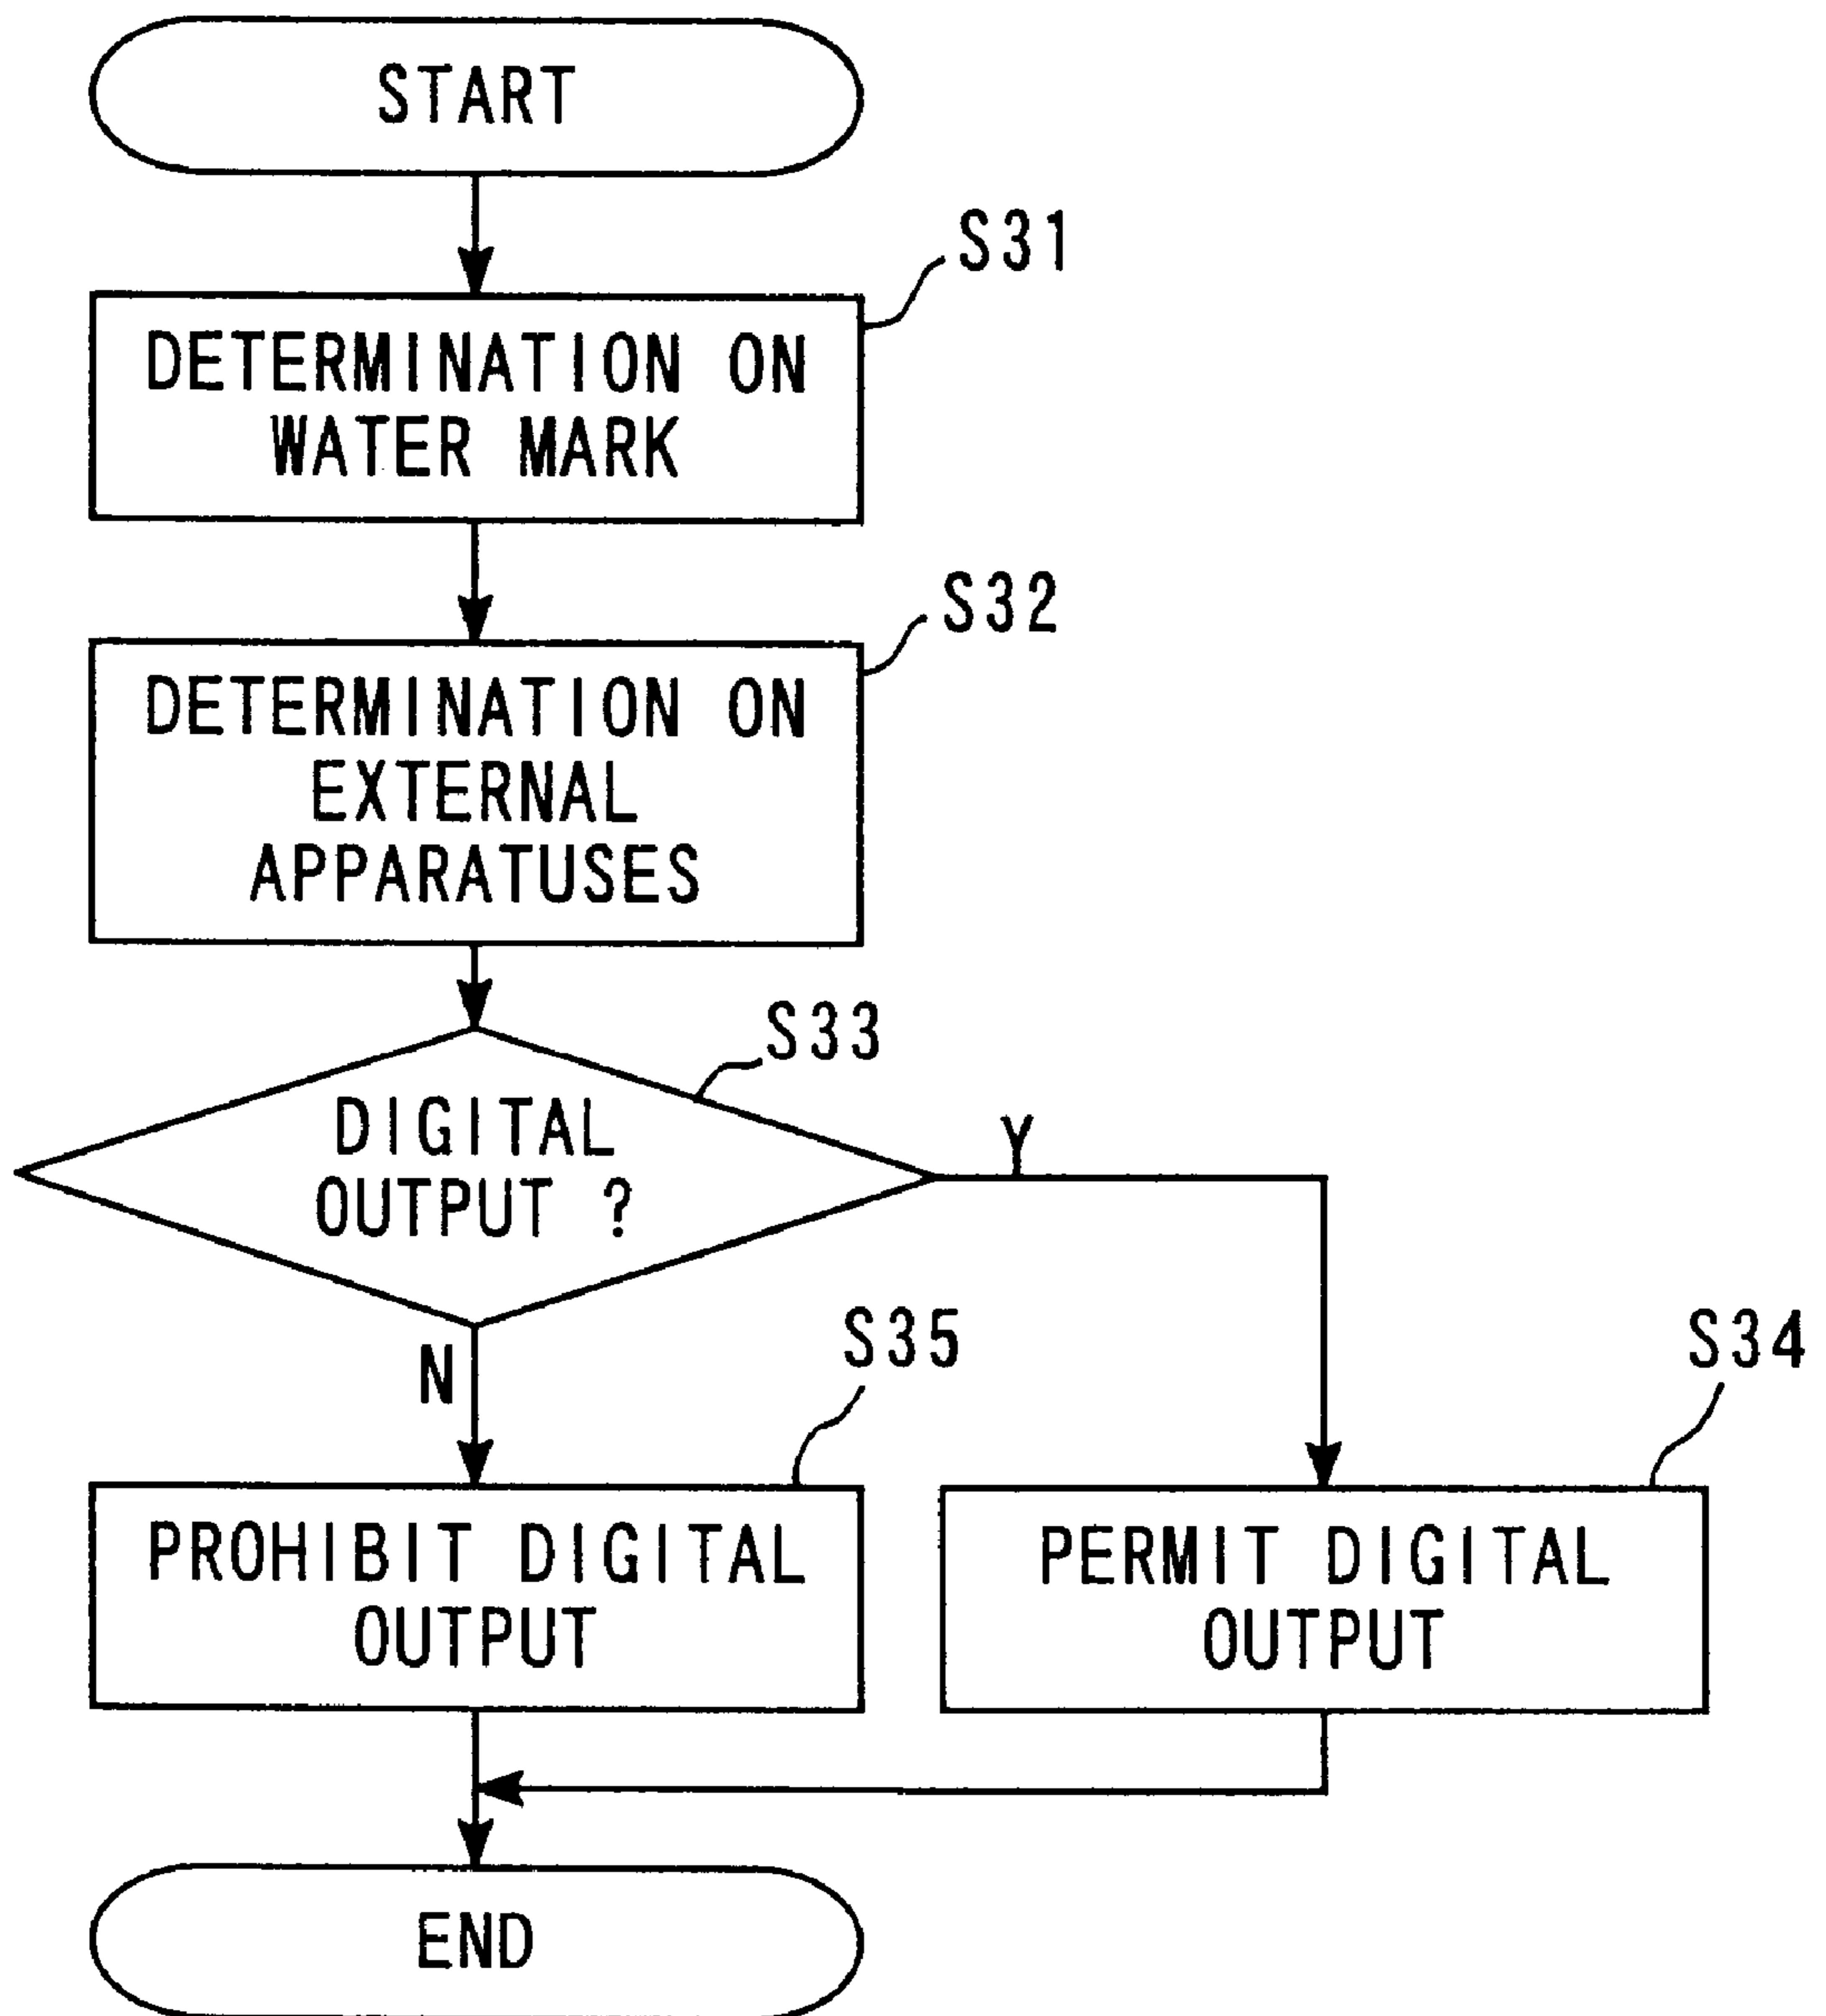 START
S31
DETERMINATION ON
WATER MARK
S32
DETERMINATION ON
EXTERNAL
APPARATUSES
S33
DIGITAL
OUTPUT ?
Y
N
S35
S34
PROHIBIT DIGITAL
OUTPUT
PERMIT DIGITAL
OUTPUT
END